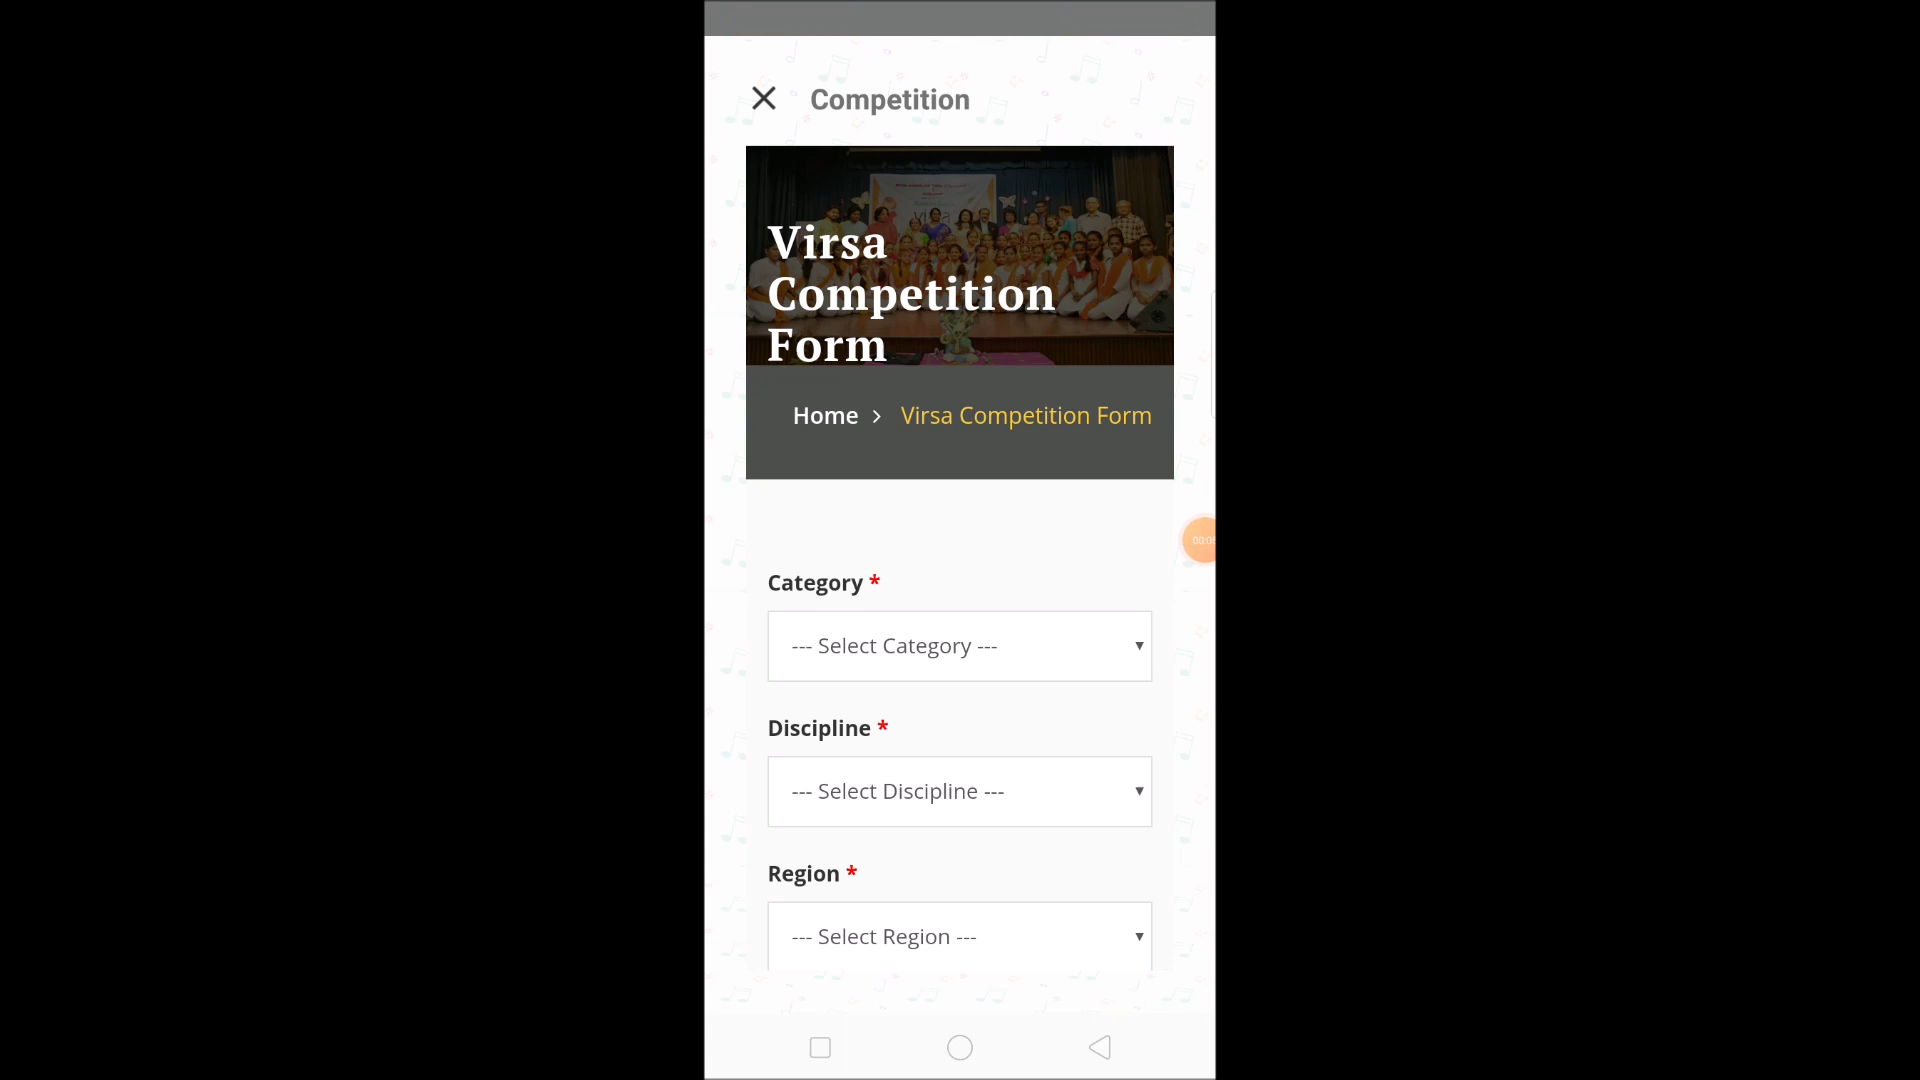 Competition
Virsa
Competition
Form
Home > Virsa Competition Form
Category *
--- Select Category ---
Discipline *
--- Select Discipline ---
Region *
--- Select Region ---